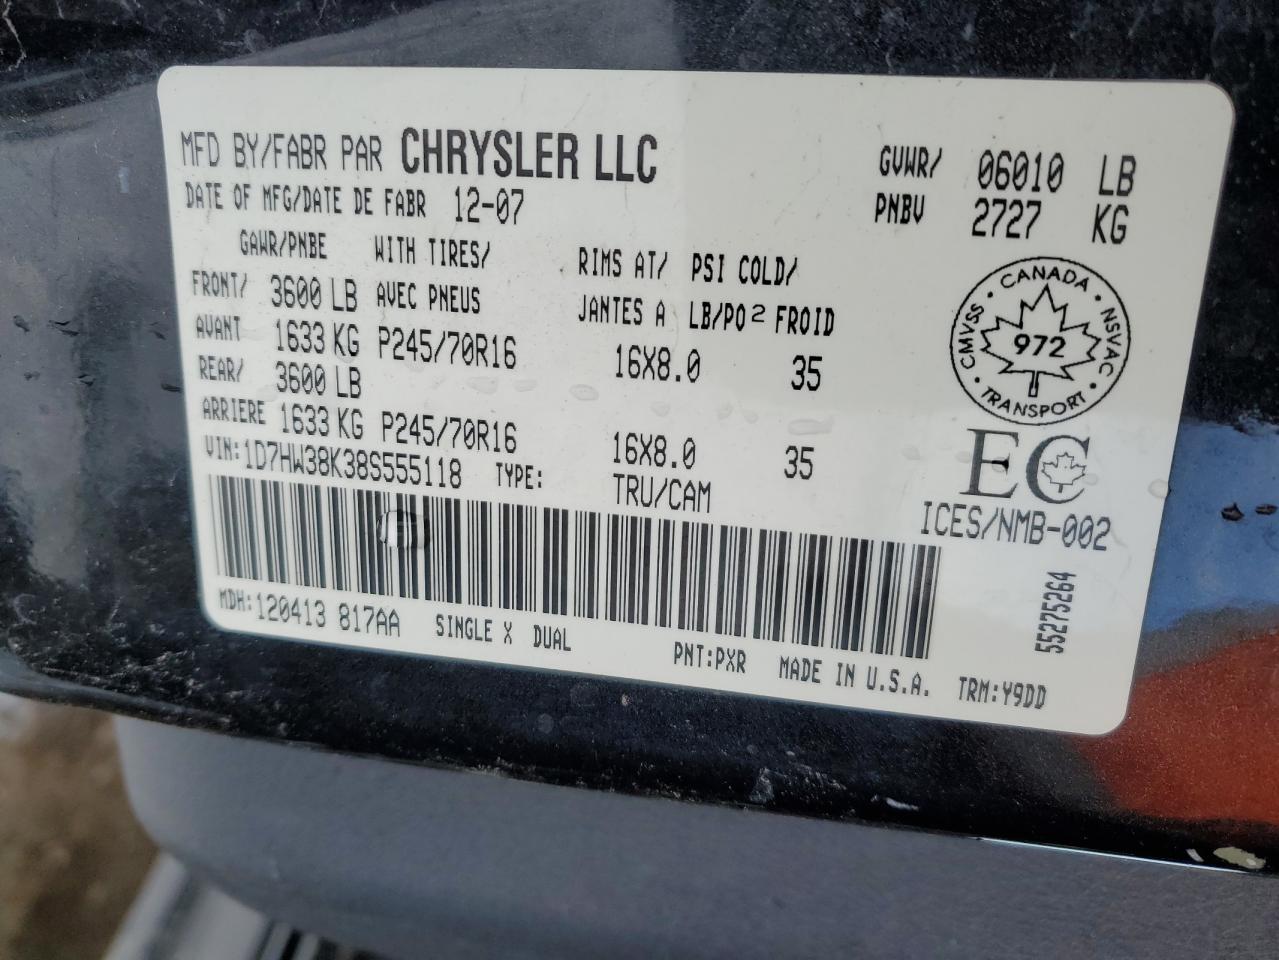 MFD BY/FABR PAR CHRYSLER LLC GVWR/ 06010 LB
DATE OF MFG/DATE DE FABR 12-07 PNBV 2727 KG
GAWR/PNBE WITH TIRES/ RIMS AT/ PSI COLD/
FRONT/ 3600 LB AVEC PNEUS JANTES A LB/PO² FROID
AVANT 1633 KG P245/70R16 16X8.0 35
REAR/ 3600 LB
ARRIERE 1633 KG P245/70R16 16X8.0 35
VIN:1D7HW38K38S555118 TYPE: TRU/CAM
CMVSS · CANADA · NSVAC · TRANSPORT ·
972
EC
ICES/NMB-002
MDH:120413 817AA SINGLE X DUAL PNT:PXR MADE IN U.S.A. TRM:Y9DD
55275264